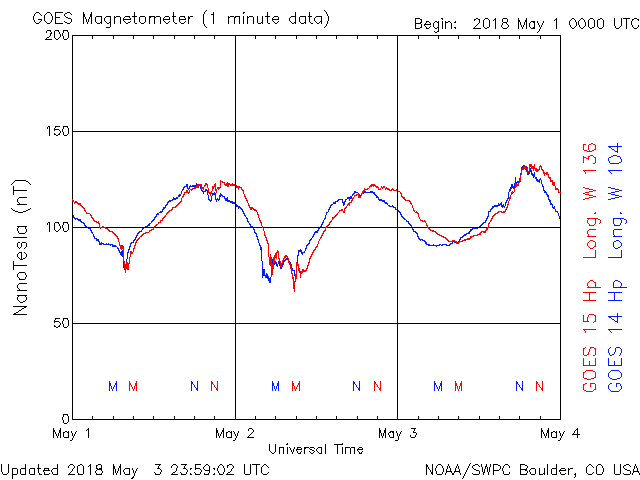 GOES Magnetometer (1 minute data)
Begin: 2018 May 1 0000 UTC
200
150
100
50
0
NanoTesla (nT)
M M N N M M N N M M N N
May 1 May 2 May 3 May 4
Universal Time
GOES 15 Hp Long. W 136
GOES 14 Hp Long. W 104
Updated 2018 May 3 23:59:02 UTC
NOAA/SWPC Boulder, CO USA